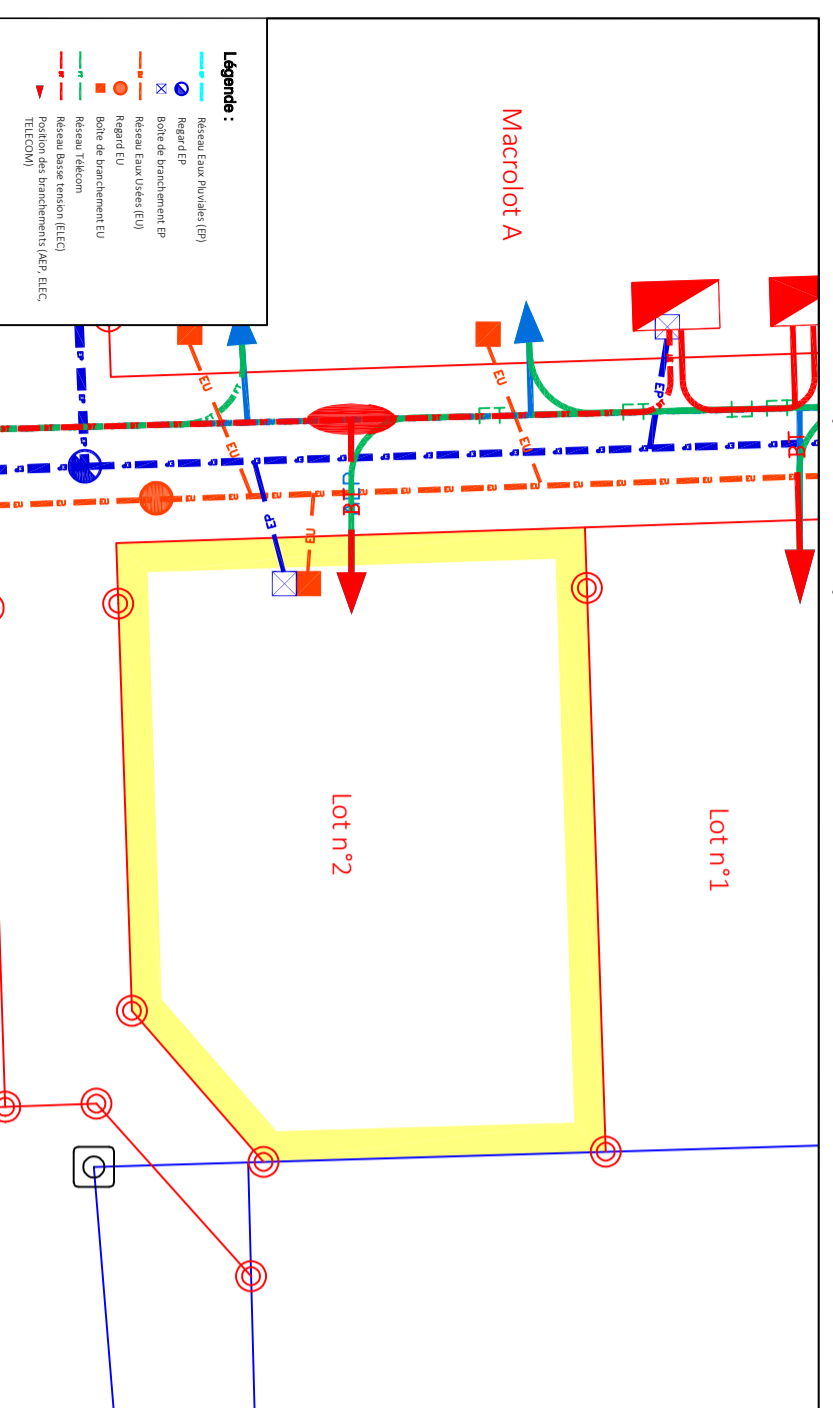 Légende :
Réseau Eaux Pluviales (EP)
Regard EP
Boîte de branchement EP
Réseau Eaux Usées (EU)
Regard EU
Boîte de branchement EU
Réseau Télécom
Réseau Basse tension (ELEC)
Position des branchements (AEP, ELEC,
TELECOM)
Macrolot A
EU
EU
EU
EU
EP
BT
EP
EU
Lot n°2
Lot n°1